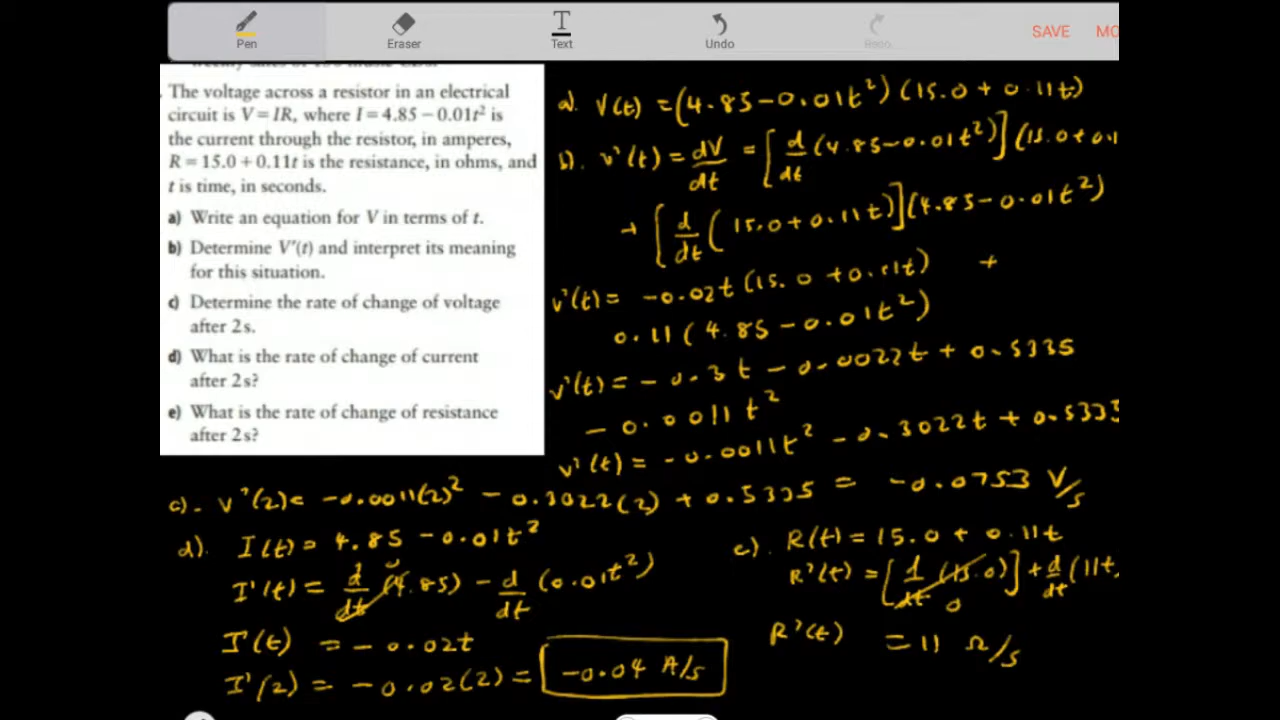 Pen
Eraser
Text
Undo
Redo
SAVE
MO
The voltage across a resistor in an electrical
circuit is V = IR, where I = 4.85 − 0.01t² is
the current through the resistor, in amperes,
R = 15.0 + 0.11t is the resistance, in ohms, and
t is time, in seconds.
a) Write an equation for V in terms of t.
b) Determine V'(t) and interpret its meaning
for this situation.
c) Determine the rate of change of voltage
after 2 s.
d) What is the rate of change of current
after 2 s?
e) What is the rate of change of resistance
after 2 s?
a). V(t) = (4.85 − 0.01t²)(15.0 + 0.11t)
b). V'(t) = dV/dt = [d/dt (4.85 − 0.01t²)](15.0 + 0.1
+ [d/dt (15.0 + 0.11t)](4.85 − 0.01t²)
V'(t) = −0.02t (15.0 + 0.11t) +
0.11 (4.85 − 0.01t²)
V'(t) = −0.3t − 0.0022t + 0.5335
− 0.0011t²
V'(t) = −0.0011t² − 0.3022t + 0.533
c). V'(2) = −0.0011(2)² − 0.3022(2) + 0.5335 = −0.0753 V/s
d). I(t) = 4.85 − 0.01t²
I'(t) = d/dt (4.85) 0 − d/dt (0.01t²)
I'(t) = −0.02t
I'(2) = −0.02(2) = −0.04 A/s
e). R(t) = 15.0 + 0.11t
R'(t) = [d/dt (15.0)] 0 + d/dt (11t,
R'(t) = 11 Ω/s